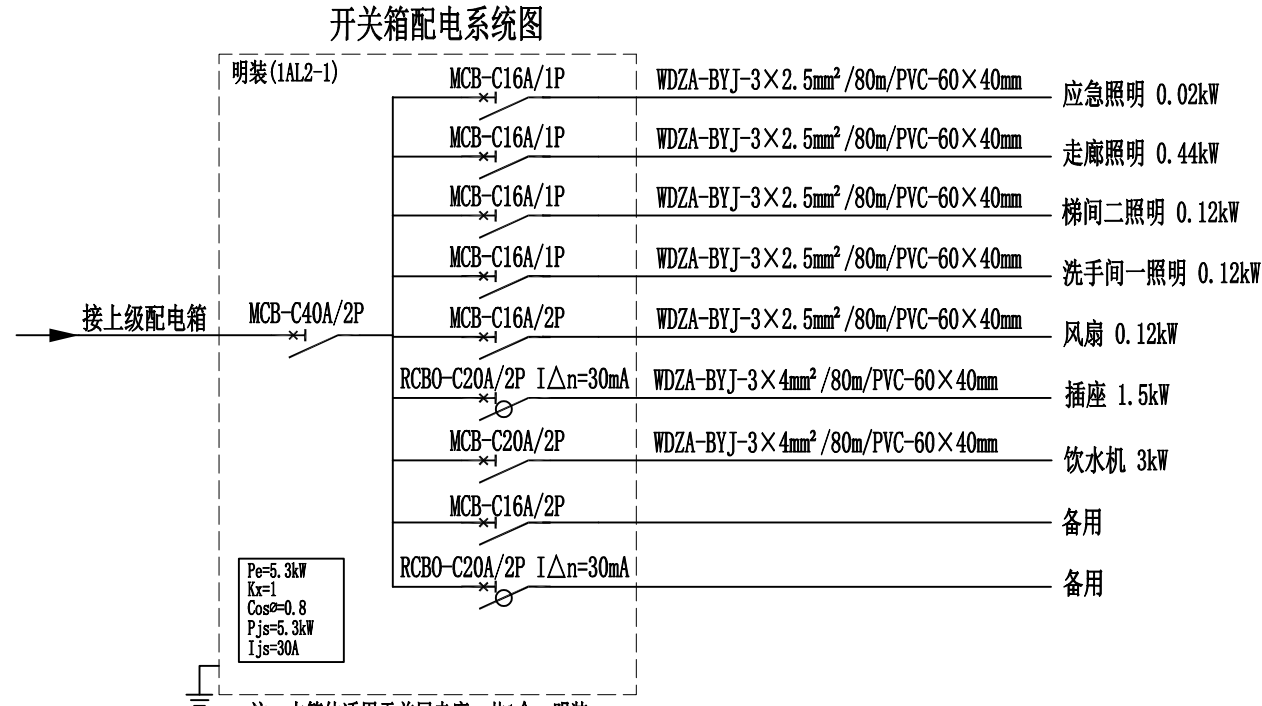 开关箱配电系统图
明装(1AL2-1)
MCB-C16A/1P WDZA-BYJ-3×2.5mm²/80m/PVC-60×40mm 应急照明 0.02kW
MCB-C16A/1P WDZA-BYJ-3×2.5mm²/80m/PVC-60×40mm 走廊照明 0.44kW
MCB-C16A/1P WDZA-BYJ-3×2.5mm²/80m/PVC-60×40mm 梯间二照明 0.12kW
MCB-C16A/1P WDZA-BYJ-3×2.5mm²/80m/PVC-60×40mm 洗手间一照明 0.12kW
接上级配电箱 MCB-C40A/2P MCB-C16A/2P WDZA-BYJ-3×2.5mm²/80m/PVC-60×40mm 风扇 0.12kW
RCBO-C20A/2P I△n=30mA WDZA-BYJ-3×4mm²/80m/PVC-60×40mm 插座 1.5kW
MCB-C20A/2P WDZA-BYJ-3×4mm²/80m/PVC-60×40mm 饮水机 3kW
MCB-C16A/2P 备用
RCBO-C20A/2P I△n=30mA 备用
Pe=5.3kW
Kx=1
Cosø=0.8
Pjs=5.3kW
Ijs=30A